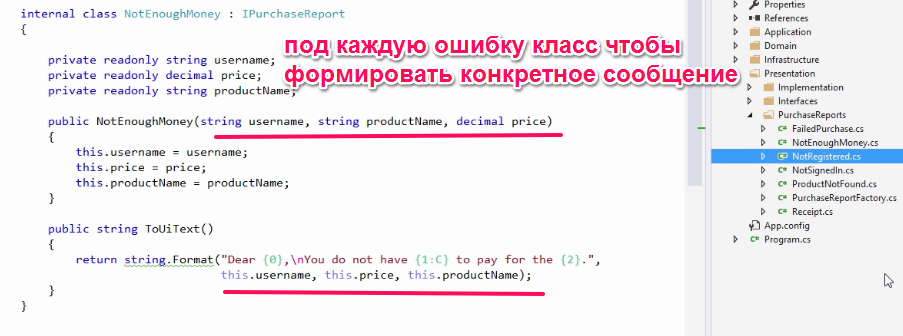 internal class NotEnoughMoney : IPurchaseReport
{
под каждую ошибку класс чтобы
формировать конкретное сообщение
private readonly string username;
private readonly decimal price;
private readonly string productName;
public NotEnoughMoney(string username, string productName, decimal price)
{
this.username = username;
this.price = price;
this.productName = productName;
}
public string ToUiText()
{
return string.Format("Dear {0},\nYou do not have {1:C} to pay for the {2}.",
this.username, this.price, this.productName);
}
}
Properties
References
Application
Domain
Infrastructure
Presentation
Implementation
Interfaces
PurchaseReports
FailedPurchase.cs
NotEnoughMoney.cs
NotRegistered.cs
NotSignedIn.cs
ProductNotFound.cs
PurchaseReportFactory.cs
Receipt.cs
App.config
Program.cs